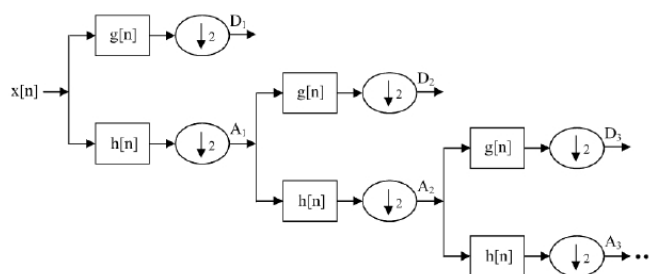 D₁
g[n] ↓2
x[n]
h[n] ↓2 A₁
D₂
g[n] ↓2
h[n] ↓2 A₂
D₃
g[n] ↓2
h[n] ↓2 A₃ ••